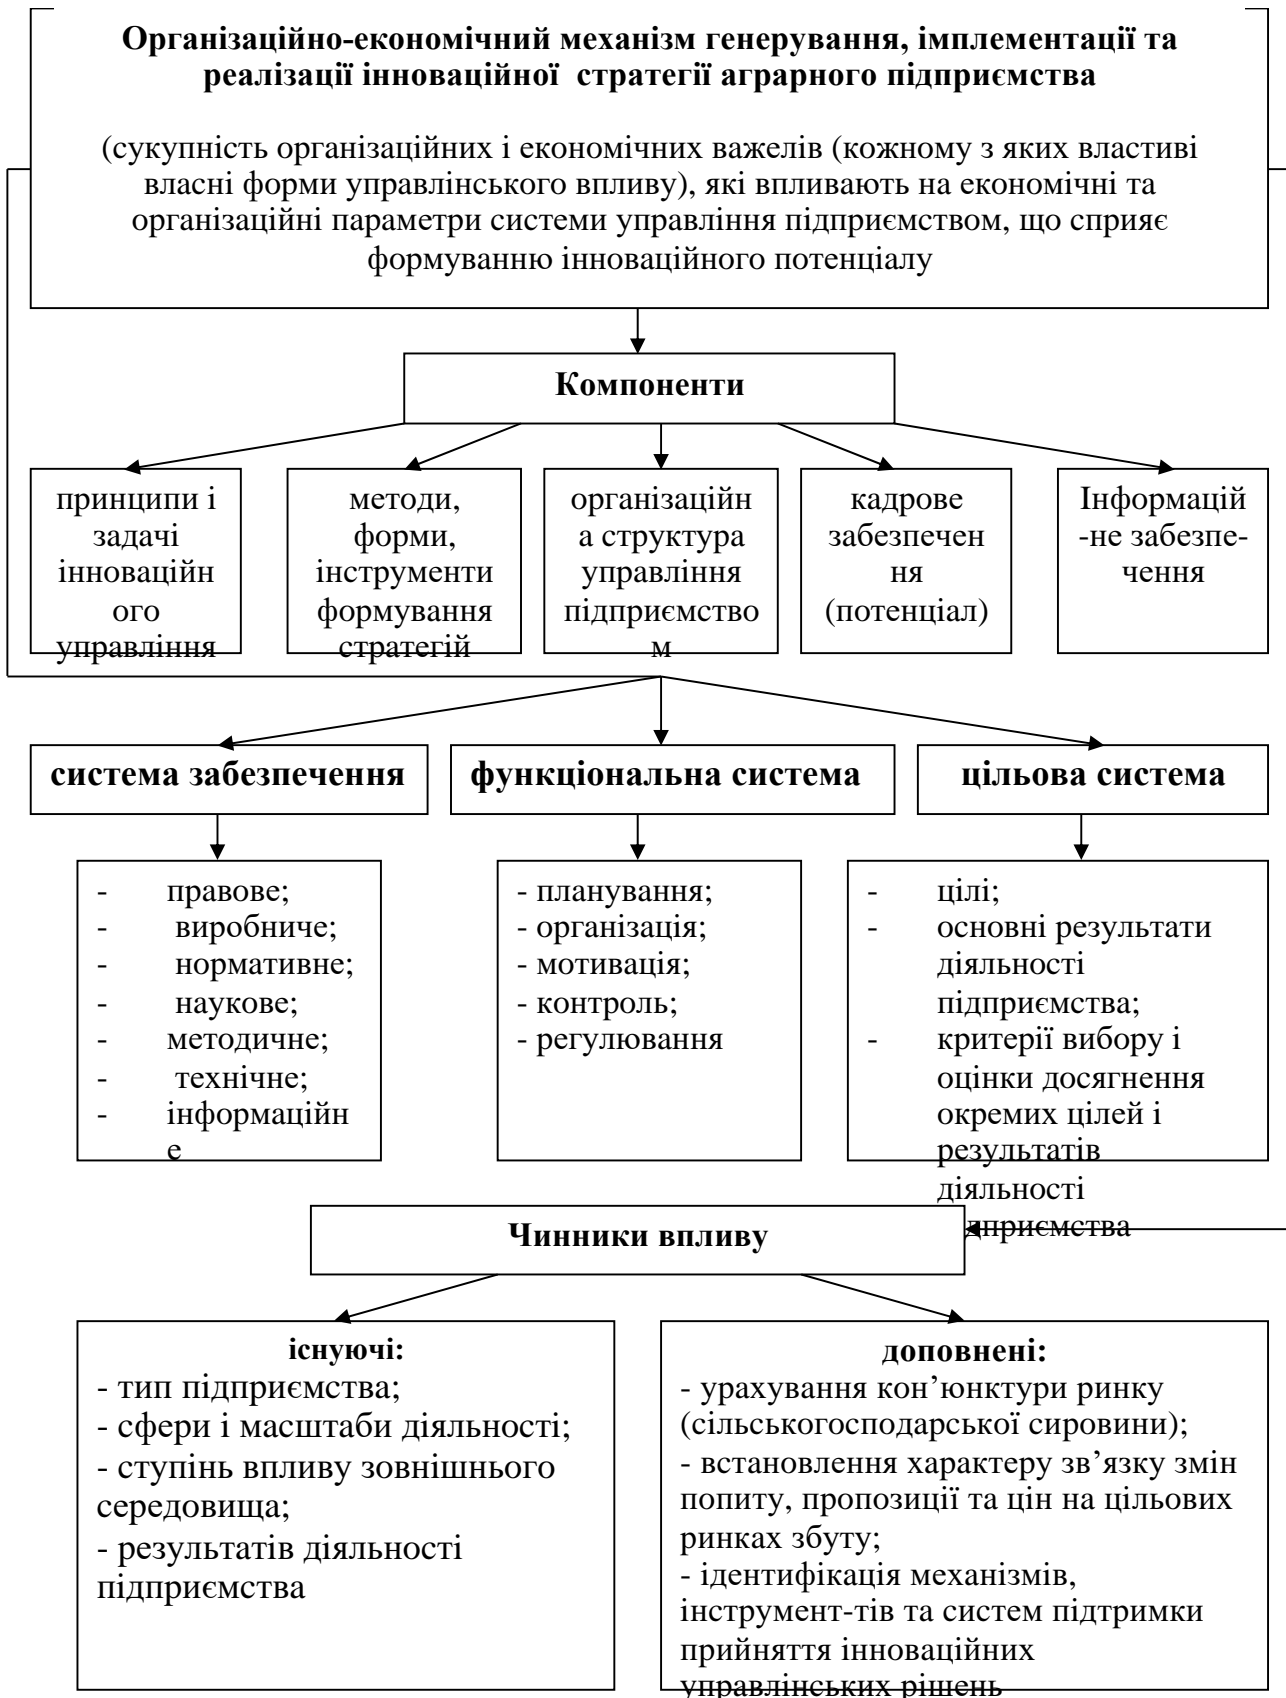 Організаційно-економічний механізм генерування, імплементації та
реалізації інноваційної стратегії аграрного підприємства
(сукупність організаційних і економічних важелів (кожному з яких властиві
власні форми управлінського впливу), які впливають на економічні та
організаційні параметри системи управління підприємством, що сприяє
формуванню інноваційного потенціалу
Компоненти
принципи і
задачі
інноваційн
ого
управління
методи,
форми,
інструменти
формування
стратегій
організаційн
а структура
управління
підприємство
м
кадрове
забезпечен
ня
(потенціал)
Інформацій
-не забезпе-
чення
система забезпечення
функціональна система
цільова система
- правове;
- виробниче;
- нормативне;
- наукове;
- методичне;
- технічне;
- інформаційн
е
- планування;
- організація;
- мотивація;
- контроль;
- регулювання
- цілі;
- основні результати
діяльності
підприємства;
- критерії вибору і
оцінки досягнення
окремих цілей і
результатів
діяльності
дприємства
Чинники впливу
існуючі:
- тип підприємства;
- сфери і масштаби діяльності;
- ступінь впливу зовнішнього
середовища;
- результатів діяльності
підприємства
доповнені:
- урахування кон’юнктури ринку
(сільськогосподарської сировини);
- встановлення характеру зв’язку змін
попиту, пропозиції та цін на цільових
ринках збуту;
- ідентифікація механізмів,
інструмент-тів та систем підтримки
прийняття інноваційних
управлінських рішень